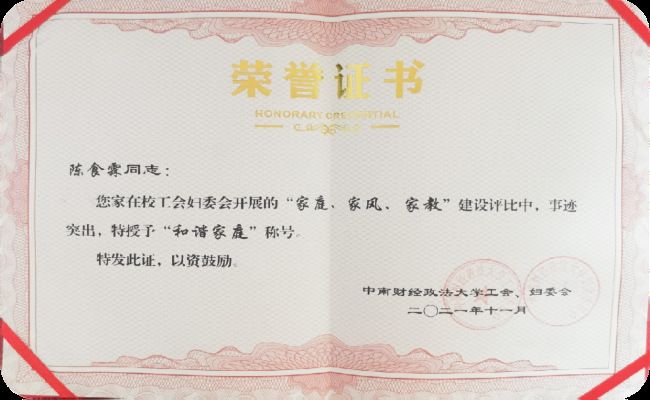 荣誉证书
HONORARY CREDENTIAL
陈食霖同志：
您家在校工会妇委会开展的“家庭、家风、家教”建设评比中，事迹
突出，特授予“和谐家庭”称号。
特发此证，以资鼓励。
中南财经政法大学工会、妇委会
二〇二一年十一月